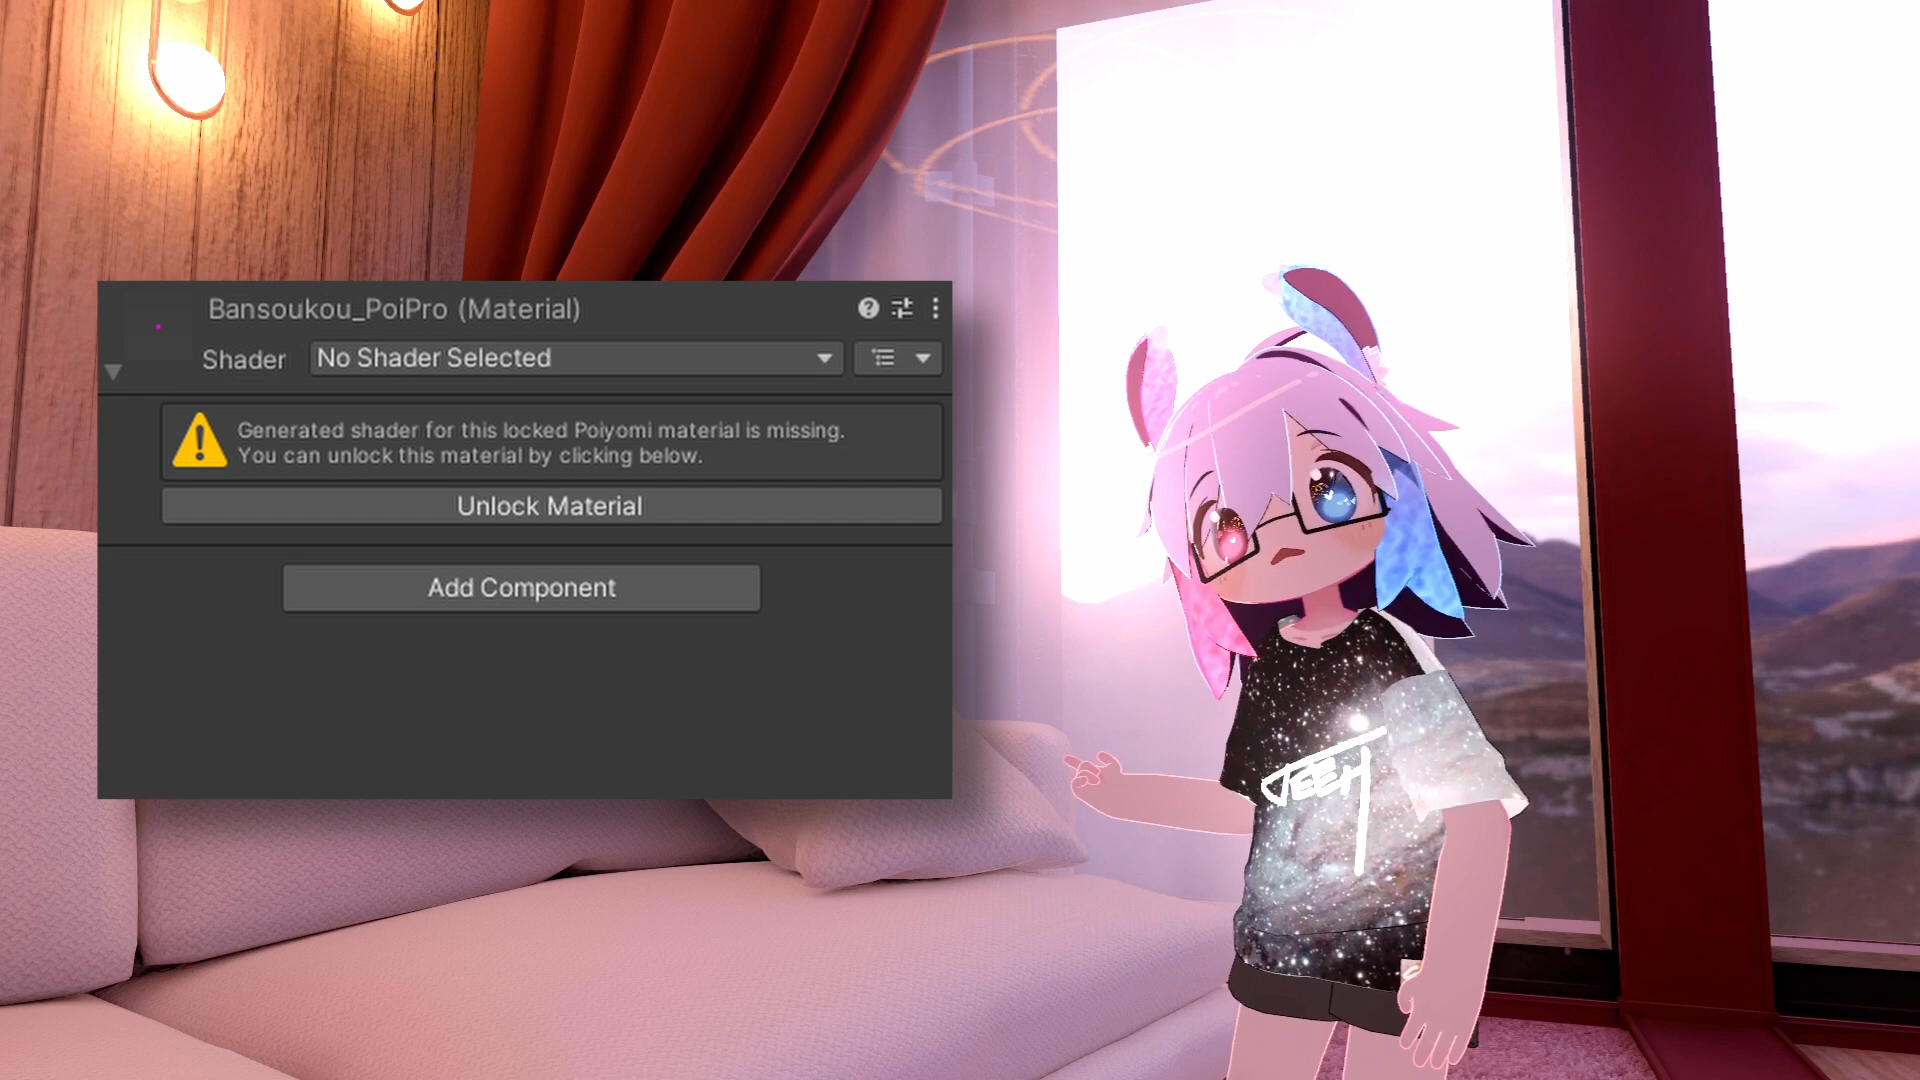 Bansoukou_PoiPro (Material)
Shader No Shader Selected
Generated shader for this locked Poiyomi material is missing.
You can unlock this material by clicking below.
Unlock Material
Add Component
JEEH